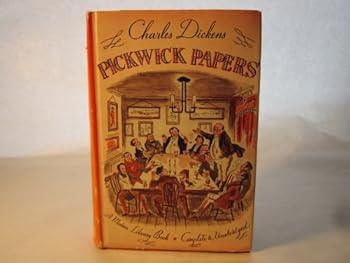 Charles Dickens
PICKWICK PAPERS
A Modern Library Book • Complete & Unabridged